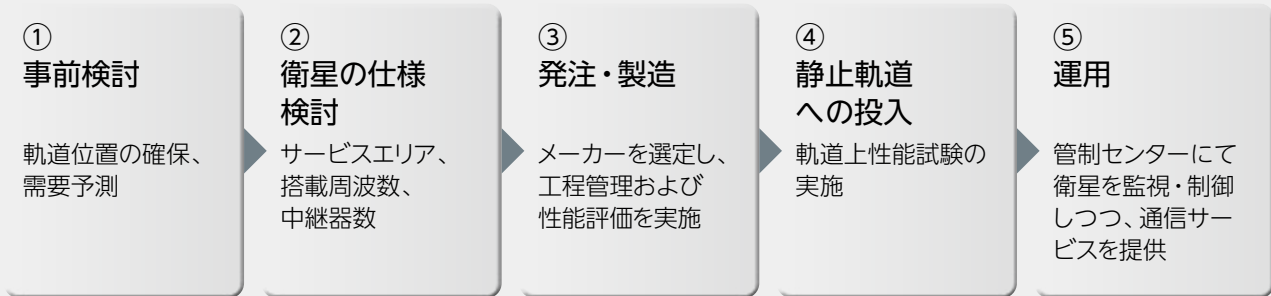 ①
事前検討
軌道位置の確保、
需要予測
②
衛星の仕様
検討
サービスエリア、
搭載周波数、
中継器数
③
発注・製造
メーカーを選定し、
工程管理および
性能評価を実施
④
静止軌道
への投入
軌道上性能試験の
実施
⑤
運用
管制センターにて
衛星を監視・制御
しつつ、通信サー
ビスを提供